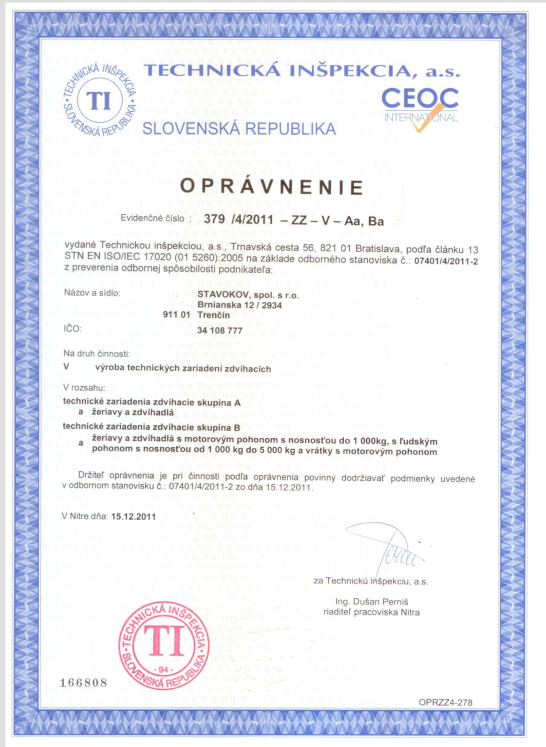 TECHNICKÁ INŠPEKCIA
TI
SLOVENSKÁ REPUBLIKA
TECHNICKÁ INŠPEKCIA, a.s.
CEOC
INTERNATIONAL
SLOVENSKÁ REPUBLIKA
OPRÁVNENIE
Evidenčné číslo : 379 /4/2011 – ZZ – V – Aa, Ba
vydané Technickou inšpekciou, a.s., Trnavská cesta 56, 821 01 Bratislava, podľa článku 13
STN EN ISO/IEC 17020 (01 5260):2005 na základe odborného stanoviska č.: 07401/4/2011-2
z preverenia odbornej spôsobilosti podnikateľa:
Názov a sídlo: STAVOKOV, spol. s r.o.
Brnianska 12 / 2934
911 01 Trenčín
IČO: 34 108 777
Na druh činnosti:
V výroba technických zariadení zdvíhacích
V rozsahu:
technické zariadenia zdvíhacie skupina A
a žeriavy a zdvíhadlá
technické zariadenia zdvíhacie skupina B
a žeriavy a zdvíhadlá s motorovým pohonom s nosnosťou do 1 000kg, s ľudským
pohonom s nosnosťou od 1 000 kg do 5 000 kg a vrátky s motorovým pohonom
Držiteľ oprávnenia je pri činnosti podľa oprávnenia povinný dodržiavať podmienky uvedené
v odbornom stanovisku č.: 07401/4/2011-2 zo dňa 15.12.2011.
V Nitre dňa: 15.12.2011
za Technickú inšpekciu, a.s.
Ing. Dušan Perniš
riaditeľ pracoviska Nitra
TECHNICKÁ INŠPEKCIA
TI
- 94 -
SLOVENSKÁ REPUBLIKA
166808
OPRZZ4-278